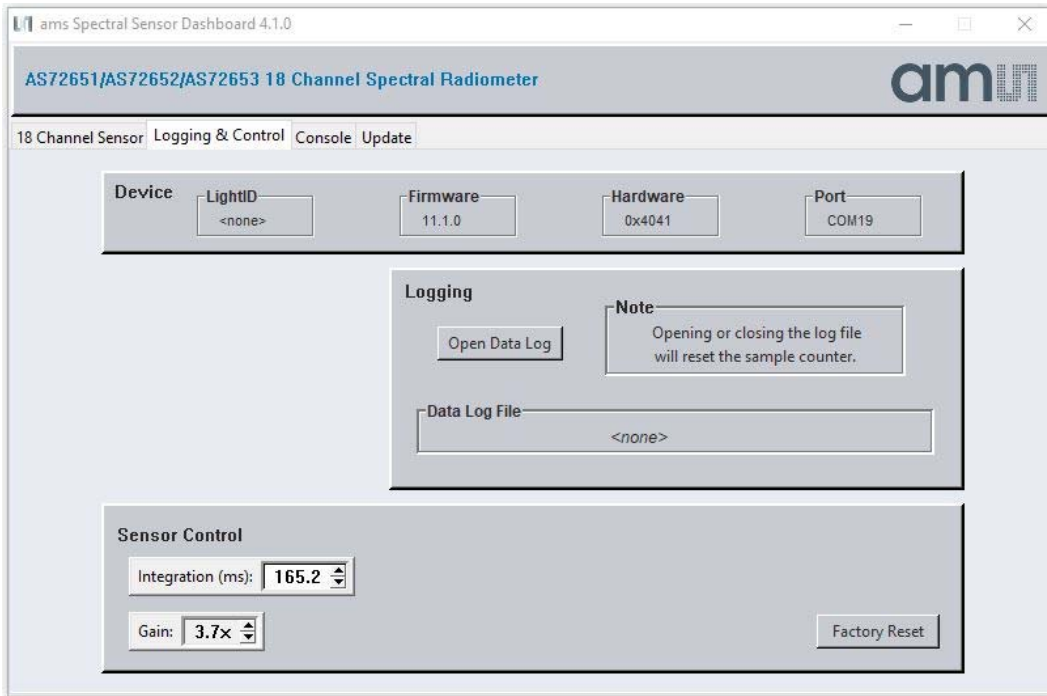 ams Spectral Sensor Dashboard 4.1.0
AS72651/AS72652/AS72653 18 Channel Spectral Radiometer
am
18 Channel Sensor Logging & Control Console Update
Device
LightID
<none>
Firmware
11.1.0
Hardware
0x4041
Port
COM19
Logging
Open Data Log
Note
Opening or closing the log file
will reset the sample counter.
Data Log File
<none>
Sensor Control
Integration (ms): 165.2
Gain: 3.7x
Factory Reset